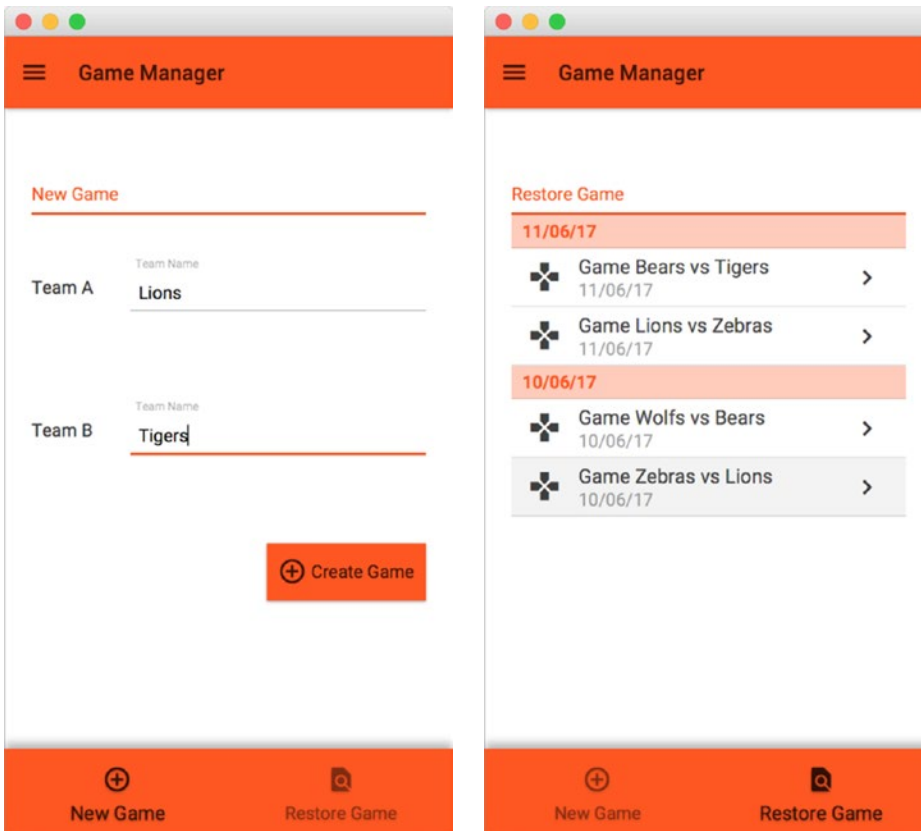 Game Manager
New Game
Team A
Team Name
Lions
Team B
Team Name
Tigers
Create Game
New Game
Restore Game
Game Manager
Restore Game
11/06/17
Game Bears vs Tigers
11/06/17
Game Lions vs Zebras
11/06/17
10/06/17
Game Wolfs vs Bears
10/06/17
Game Zebras vs Lions
10/06/17
New Game
Restore Game